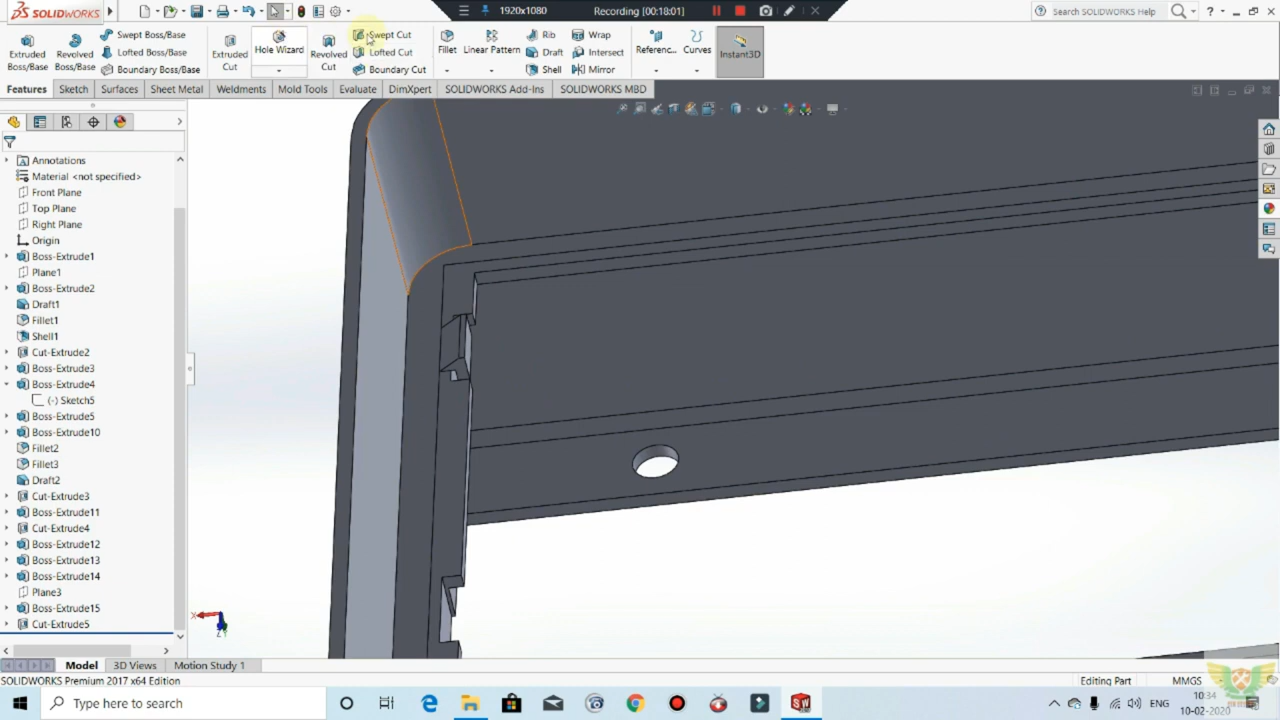 SOLIDWORKS
1920x1080
Recording [00:18:01]
Search SOLIDWORKS Help
Extruded Boss/Base
Revolved Boss/Base
Swept Boss/Base
Lofted Boss/Base
Boundary Boss/Base
Extruded Cut
Hole Wizard
Revolved Cut
Swept Cut
Lofted Cut
Boundary Cut
Fillet
Linear Pattern
Rib
Draft
Shell
Wrap
Intersect
Mirror
Referenc...
Curves
Instant3D
Features Sketch Surfaces Sheet Metal Weldments Mold Tools Evaluate DimXpert SOLIDWORKS Add-Ins SOLIDWORKS MBD
Annotations
Material <not specified>
Front Plane
Top Plane
Right Plane
Origin
Boss-Extrude1
Plane1
Boss-Extrude2
Draft1
Fillet1
Shell1
Cut-Extrude2
Boss-Extrude3
Boss-Extrude4
(-) Sketch5
Boss-Extrude5
Boss-Extrude10
Fillet2
Fillet3
Draft2
Cut-Extrude3
Boss-Extrude11
Cut-Extrude4
Boss-Extrude12
Boss-Extrude13
Boss-Extrude14
Plane3
Boss-Extrude15
Cut-Extrude5
X
Z
Model 3D Views Motion Study 1
SOLIDWORKS Premium 2017 x64 Edition
Editing Part
MMGS
Type here to search
ENG
10:34
10-02-2020